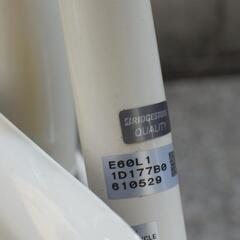 BRIDGESTONE
QUALITY
E60L1
1D177B0
610529